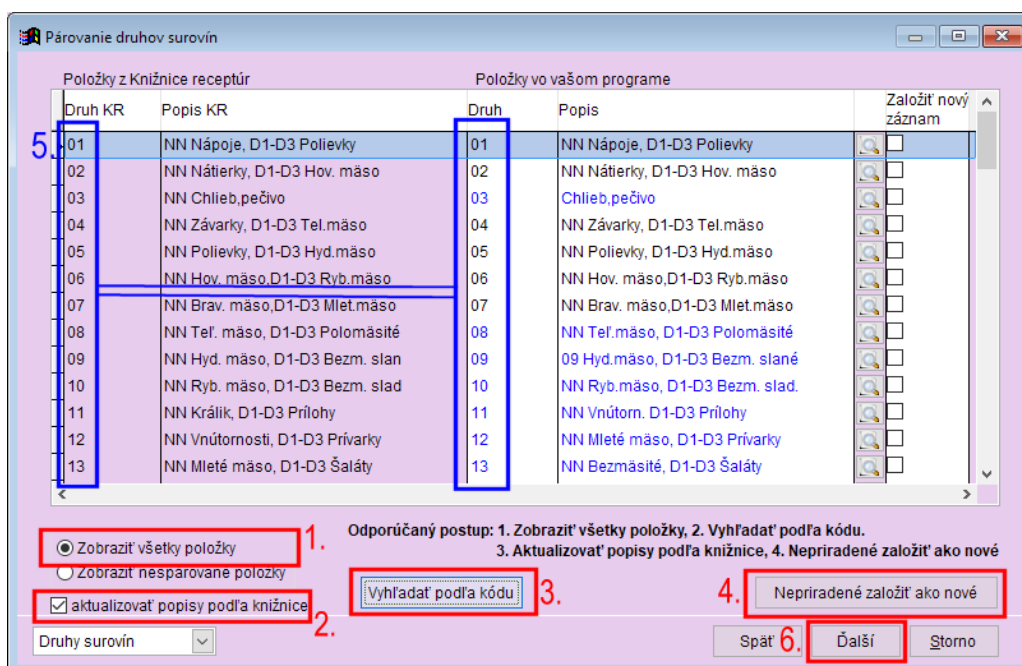 Párovanie druhov surovín
Položky z Knižnice receptúr Položky vo vašom programe
Druh KR Popis KR Druh Popis Založiť nový záznam
5. 01 NN Nápoje, D1-D3 Polievky 01 NN Nápoje, D1-D3 Polievky
02 NN Nátierky, D1-D3 Hov. mäso 02 NN Nátierky, D1-D3 Hov. mäso
03 NN Chlieb,pečivo 03 Chlieb,pečivo
04 NN Závarky, D1-D3 Tel.mäso 04 NN Závarky, D1-D3 Tel.mäso
05 NN Polievky, D1-D3 Hyd.mäso 05 NN Polievky, D1-D3 Hyd.mäso
06 NN Hov. mäso,D1-D3 Ryb.mäso 06 NN Hov. mäso,D1-D3 Ryb.mäso
07 NN Brav. mäso,D1-D3 Mlet.mäso 07 NN Brav. mäso,D1-D3 Mlet.mäso
08 NN Teľ. mäso, D1-D3 Polomäsité 08 NN Teľ.mäso, D1-D3 Polomäsité
09 NN Hyd. mäso, D1-D3 Bezm. slan 09 09 Hyd.mäso, D1-D3 Bezm. slané
10 NN Ryb. mäso, D1-D3 Bezm. slad 10 NN Ryb.mäso, D1-D3 Bezm. slad.
11 NN Králik, D1-D3 Prílohy 11 NN Vnútorn. D1-D3 Prílohy
12 NN Vnútornosti, D1-D3 Prívarky 12 NN Mleté mäso, D1-D3 Prívarky
13 NN Mleté mäso, D1-D3 Šaláty 13 NN Bezmäsité, D1-D3 Šaláty
Odporúčaný postup: 1. Zobraziť všetky položky, 2. Vyhľadať podľa kódu.
3. Aktualizovať popisy podľa knižnice, 4. Nepriradené založiť ako nové
Zobraziť všetky položky 1.
Zobraziť nespárované položky
aktualizovať popisy podľa knižnice 2.
Vyhľadať podľa kódu 3.
4. Nepriradené založiť ako nové
Druhy surovín
Späť 6. Ďalší Storno